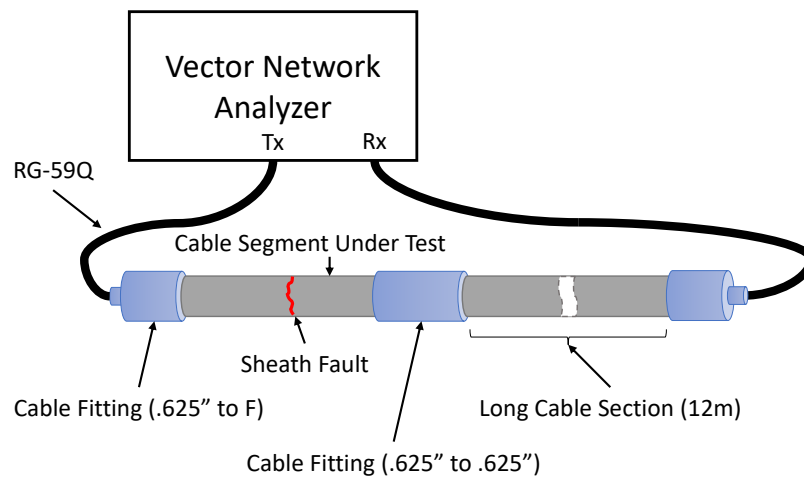 Vector Network
Analyzer
Tx Rx
RG-59Q
Cable Segment Under Test
Sheath Fault
Cable Fitting (.625” to F)
Long Cable Section (12m)
Cable Fitting (.625” to .625”)